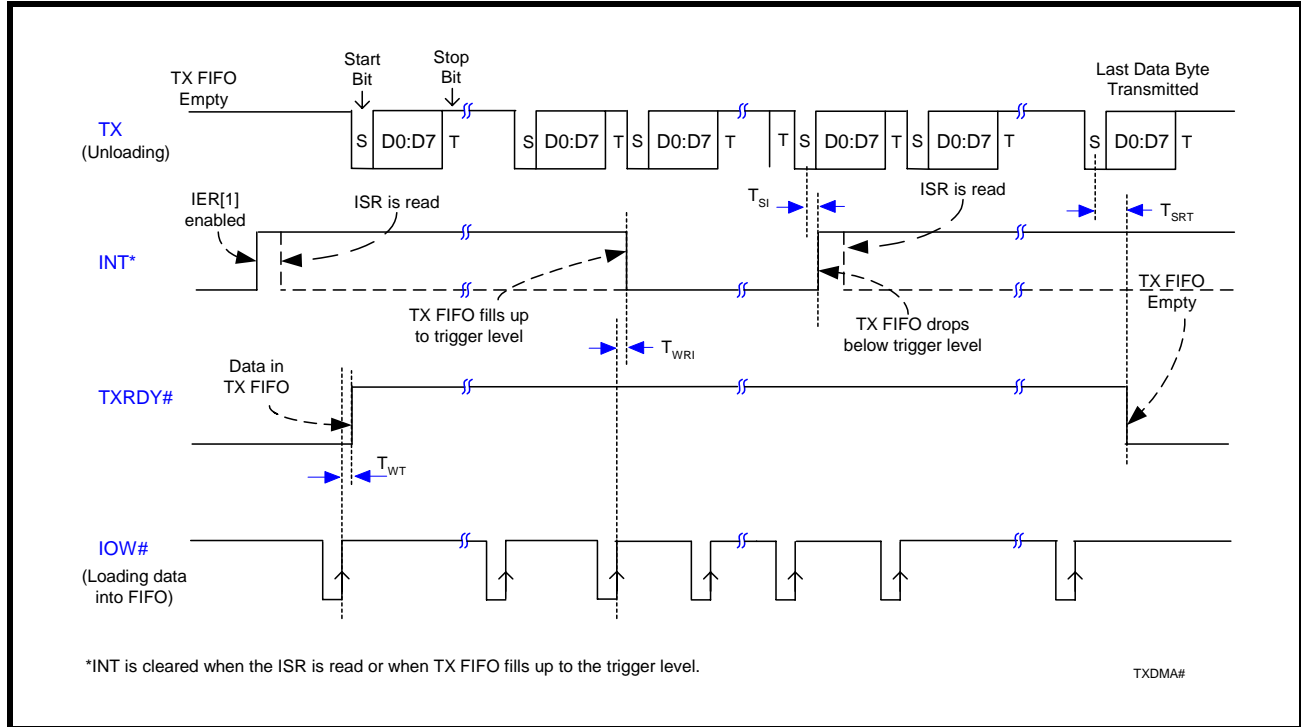 TX FIFO
Empty
Start
Bit
Stop
Bit
Last Data Byte
Transmitted
TX
(Unloading)
S D0:D7 T S D0:D7 T S D0:D7 T T S D0:D7 T S D0:D7 T S D0:D7 T
IER[1]
enabled
ISR is read
TSI
ISR is read
TSRT
INT*
TX FIFO fills up
to trigger level
TWRI
TX FIFO drops
below trigger level
TX FIFO
Empty
Data in
TX FIFO
TXRDY#
TWT
IOW#
(Loading data
into FIFO)
*INT is cleared when the ISR is read or when TX FIFO fills up to the trigger level.
TXDMA#